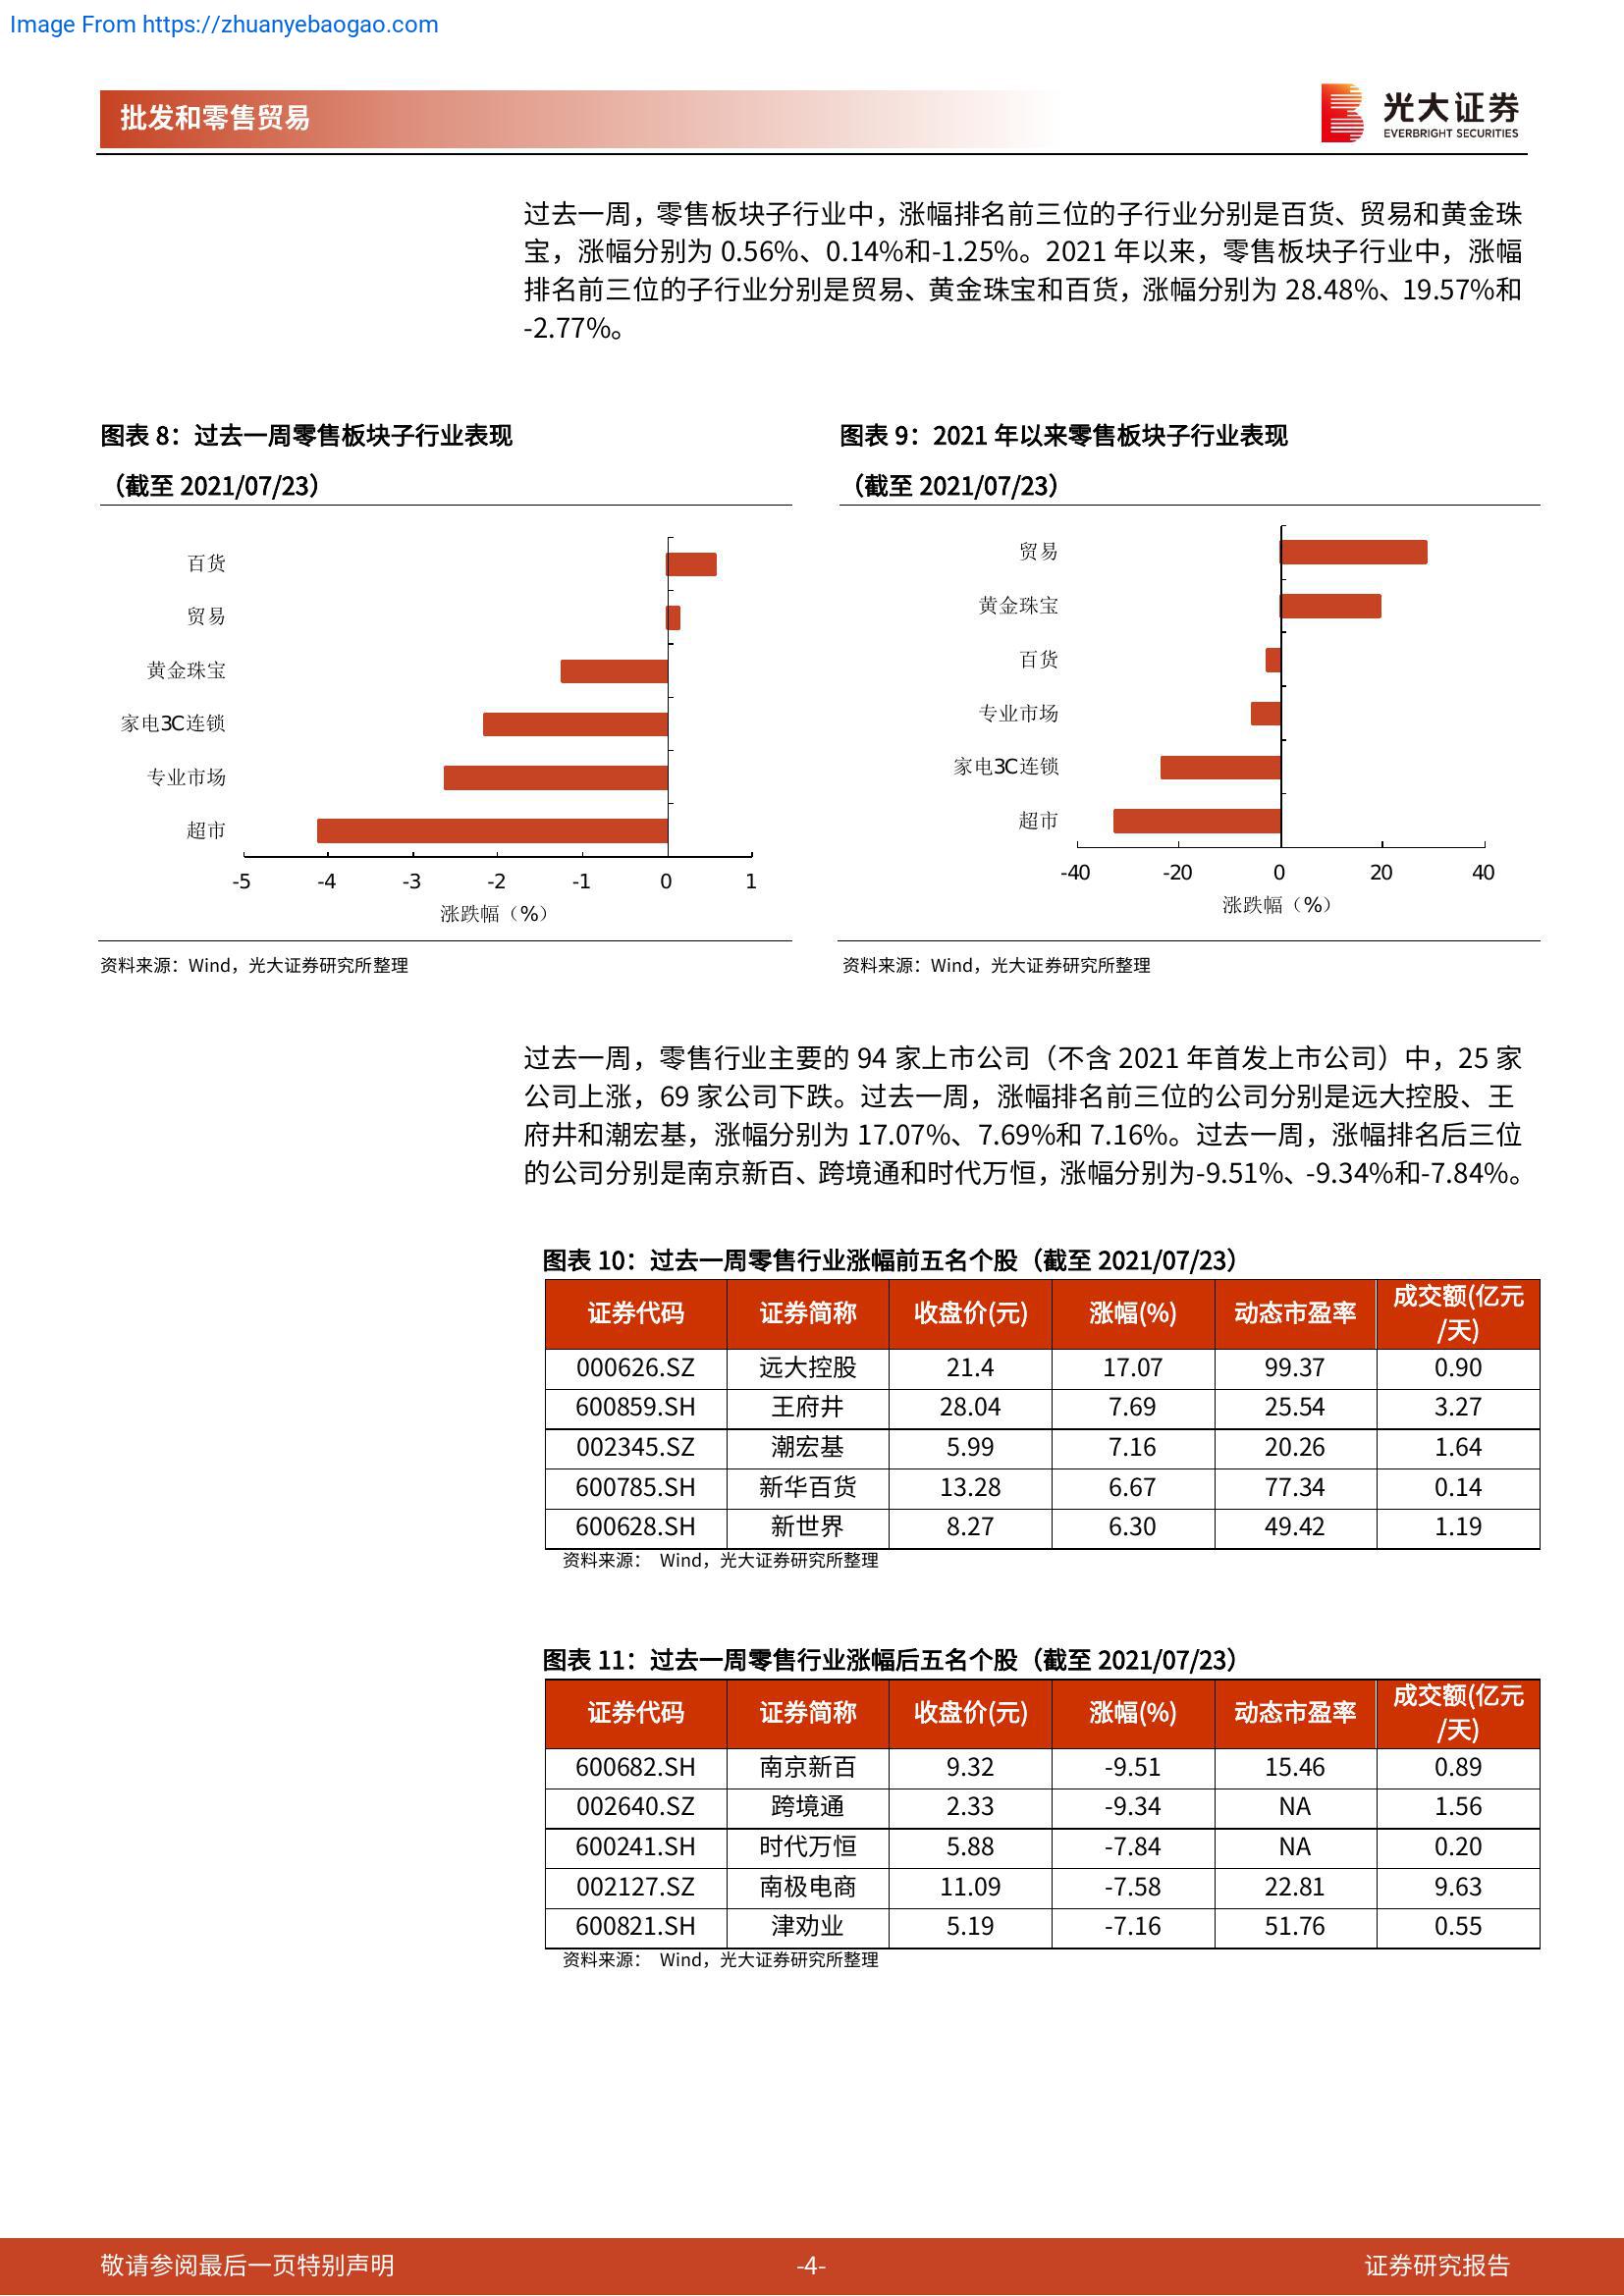 Image From https://zhuanyebaogao.com
批发和零售贸易
光大证券
EVERBRIGHT SECURITIES
过去一周，零售板块子行业中，涨幅排名前三位的子行业分别是百货、贸易和黄金珠
宝，涨幅分别为 0.56%、0.14%和-1.25%。2021 年以来，零售板块子行业中，涨幅
排名前三位的子行业分别是贸易、黄金珠宝和百货，涨幅分别为 28.48%、19.57%和
-2.77%。
图表 8：过去一周零售板块子行业表现
（截至 2021/07/23）
百货
贸易
黄金珠宝
家电3C连锁
专业市场
超市
-5 -4 -3 -2 -1 0 1
涨跌幅（%）
资料来源：Wind，光大证券研究所整理
图表 9：2021 年以来零售板块子行业表现
（截至 2021/07/23）
贸易
黄金珠宝
百货
专业市场
家电3C连锁
超市
-40 -20 0 20 40
涨跌幅（%）
资料来源：Wind，光大证券研究所整理
过去一周，零售行业主要的 94 家上市公司（不含 2021 年首发上市公司）中，25 家
公司上涨，69 家公司下跌。过去一周，涨幅排名前三位的公司分别是远大控股、王
府井和潮宏基，涨幅分别为 17.07%、7.69%和 7.16%。过去一周，涨幅排名后三位
的公司分别是南京新百、跨境通和时代万恒，涨幅分别为-9.51%、-9.34%和-7.84%。
图表 10：过去一周零售行业涨幅前五名个股（截至 2021/07/23）
证券代码 证券简称 收盘价(元) 涨幅(%) 动态市盈率 成交额(亿元
/天)
000626.SZ 远大控股 21.4 17.07 99.37 0.90
600859.SH 王府井 28.04 7.69 25.54 3.27
002345.SZ 潮宏基 5.99 7.16 20.26 1.64
600785.SH 新华百货 13.28 6.67 77.34 0.14
600628.SH 新世界 8.27 6.30 49.42 1.19
资料来源： Wind，光大证券研究所整理
图表 11：过去一周零售行业涨幅后五名个股（截至 2021/07/23）
证券代码 证券简称 收盘价(元) 涨幅(%) 动态市盈率 成交额(亿元
/天)
600682.SH 南京新百 9.32 -9.51 15.46 0.89
002640.SZ 跨境通 2.33 -9.34 NA 1.56
600241.SH 时代万恒 5.88 -7.84 NA 0.20
002127.SZ 南极电商 11.09 -7.58 22.81 9.63
600821.SH 津劝业 5.19 -7.16 51.76 0.55
资料来源： Wind，光大证券研究所整理
敬请参阅最后一页特别声明 -4- 证券研究报告